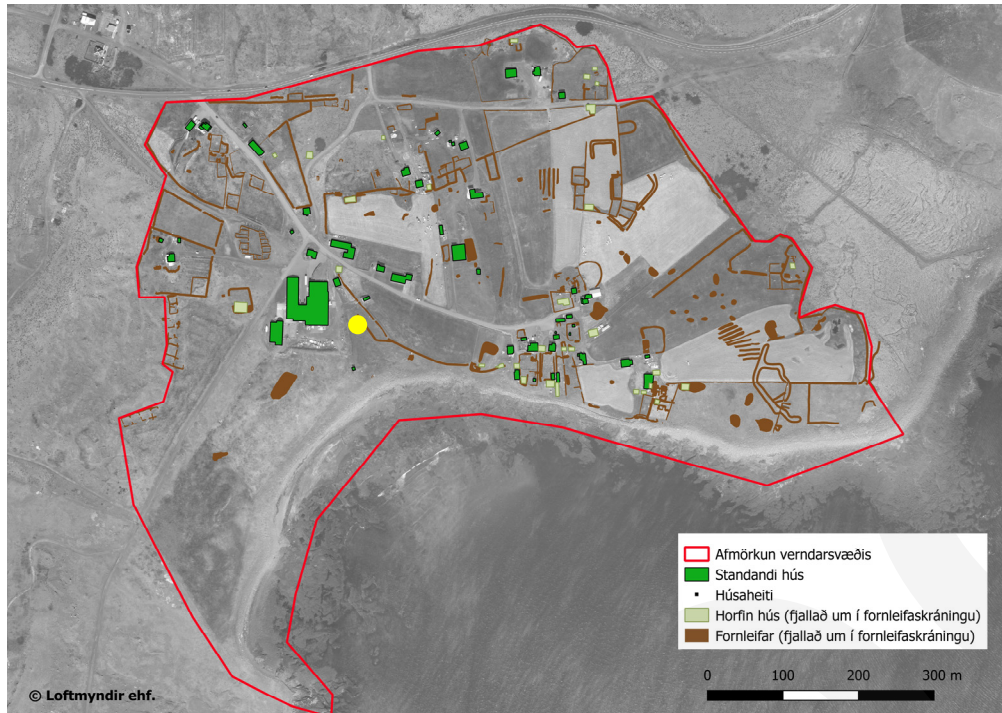 Afmörkun verndarsvæðis
Standandi hús
Húsaheiti
Horfin hús (fjallað um í fornleifaskráningu)
Fornleifar (fjallað um í fornleifaskráningu)
0 100 200 300 m
© Loftmyndir ehf.